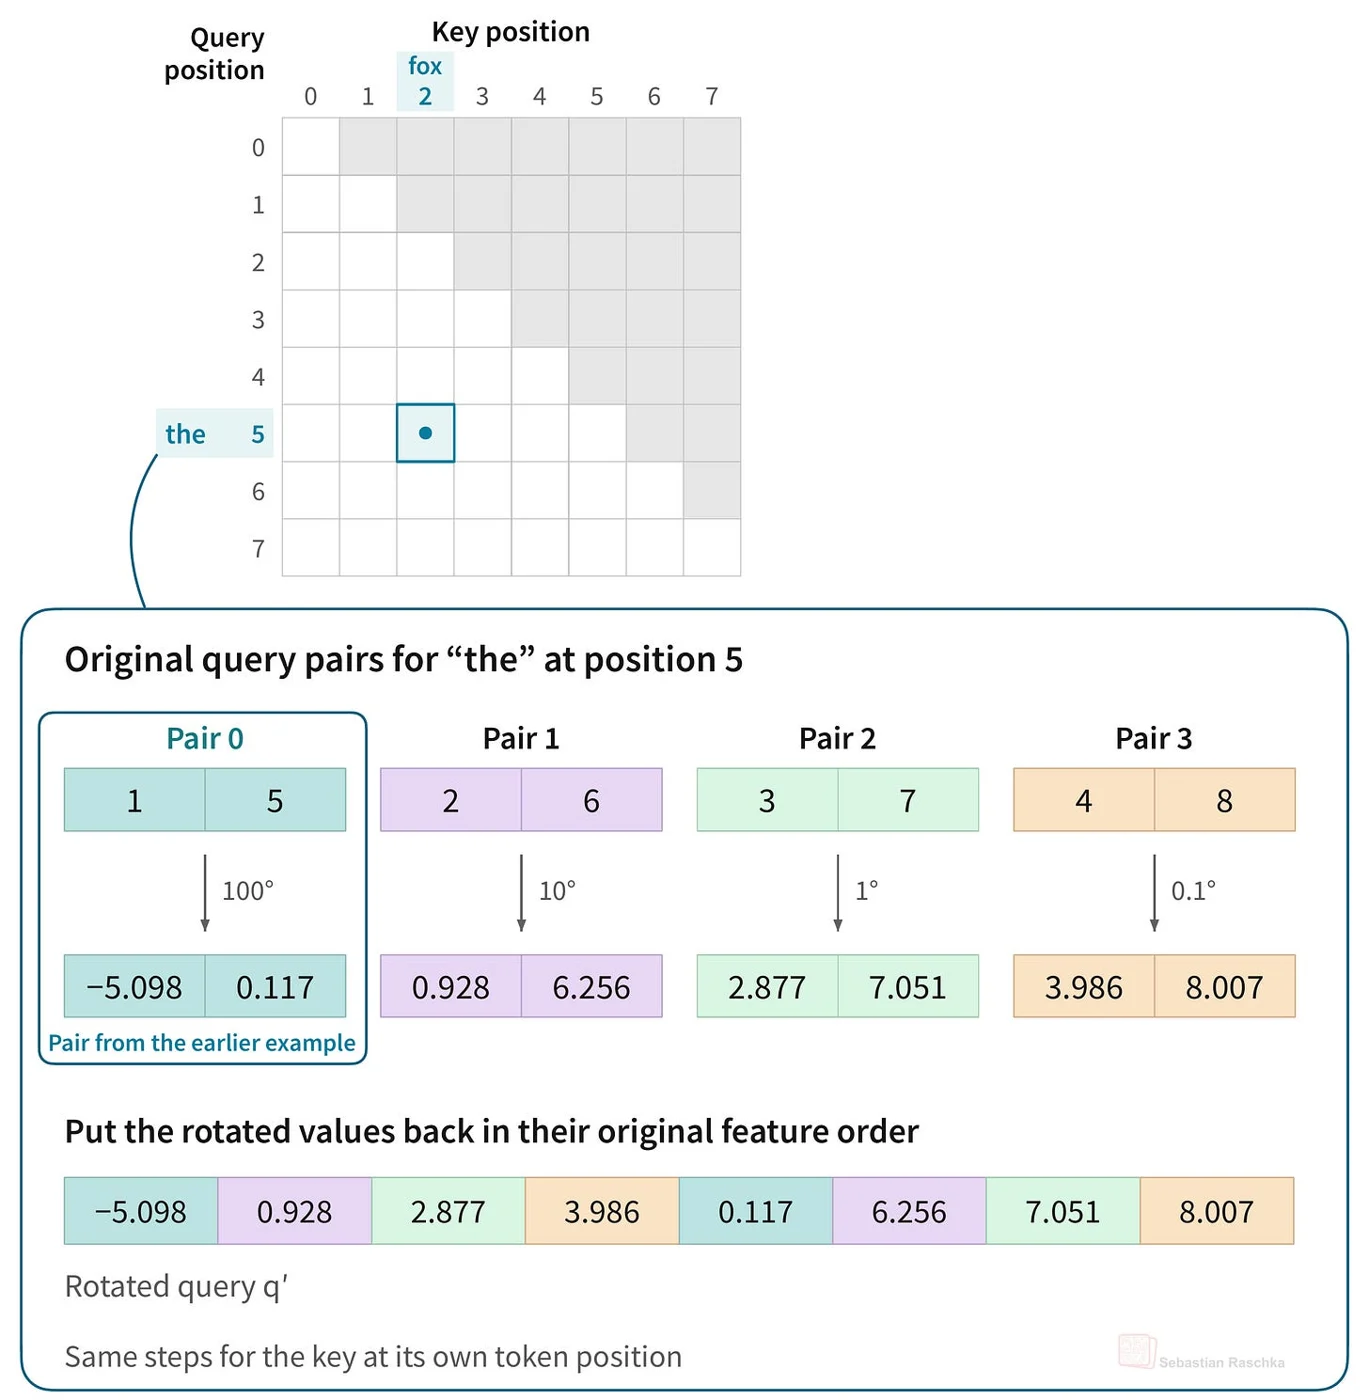 Query
position
Key position
fox
0 1 2 3 4 5 6 7
0
1
2
3
4
the 5
6
7
Original query pairs for “the” at position 5
Pair 0 Pair 1 Pair 2 Pair 3
1 5 2 6 3 7 4 8
100° 10° 1° 0.1°
−5.098 0.117 0.928 6.256 2.877 7.051 3.986 8.007
Pair from the earlier example
Put the rotated values back in their original feature order
−5.098 0.928 2.877 3.986 0.117 6.256 7.051 8.007
Rotated query q′
Same steps for the key at its own token position
Sebastian Raschka